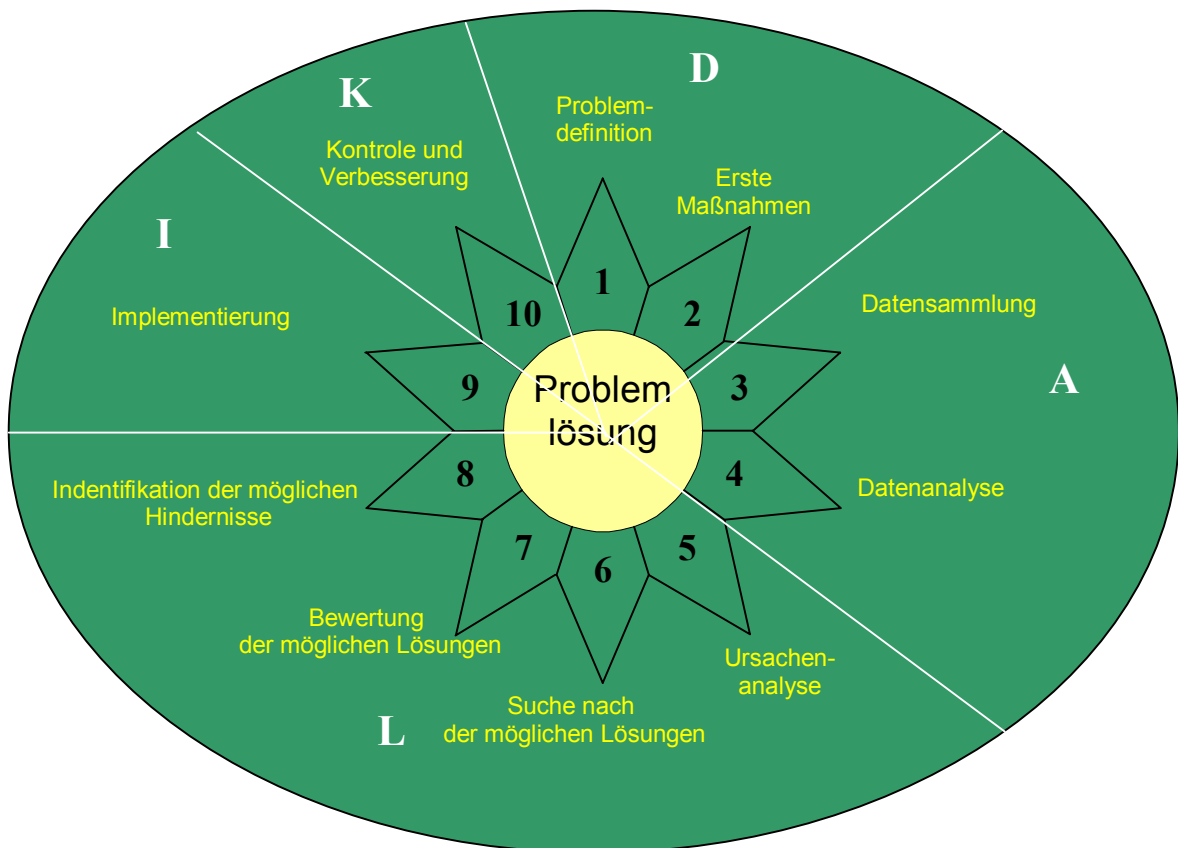 D
Problem-
definition
Erste
Maßnahmen
K
Kontrole und
Verbesserung
I
Implementierung
Datensammlung
A
Datenanalyse
1
2
3
4
5
6
7
8
9
10
Problem
lösung
Indentifikation der möglichen
Hindernisse
Bewertung
der möglichen Lösungen
Ursachen-
analyse
Suche nach
der möglichen Lösungen
L